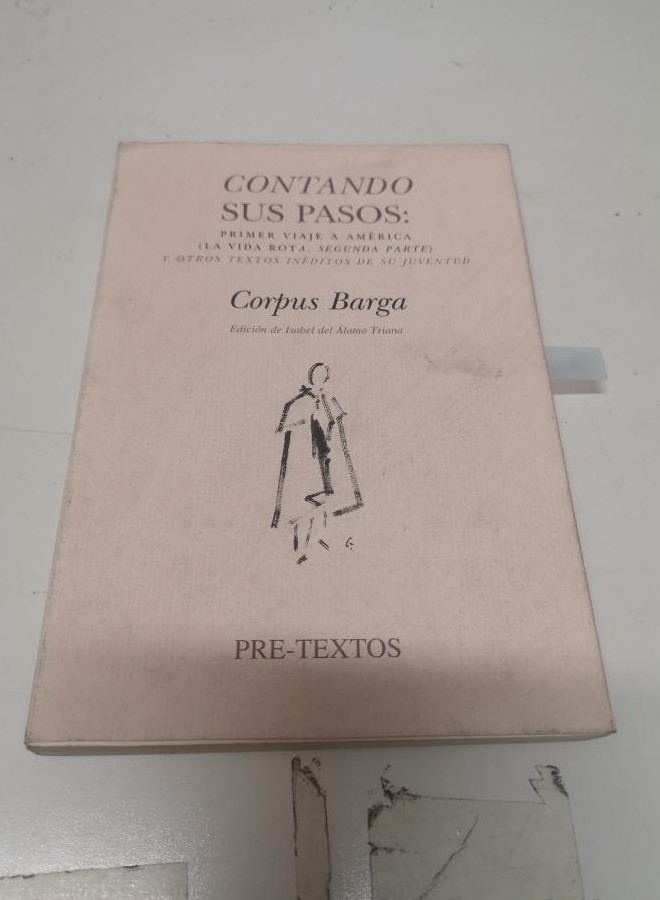 CONTANDO
SUS PASOS:
PRIMER VIAJE A AMÉRICA
(LA VIDA ROTA, SEGUNDA PARTE)
Y OTROS TEXTOS INÉDITOS DE SU JUVENTUD
Corpus Barga
Edición de Isabel del Álamo Triana
PRE-TEXTOS